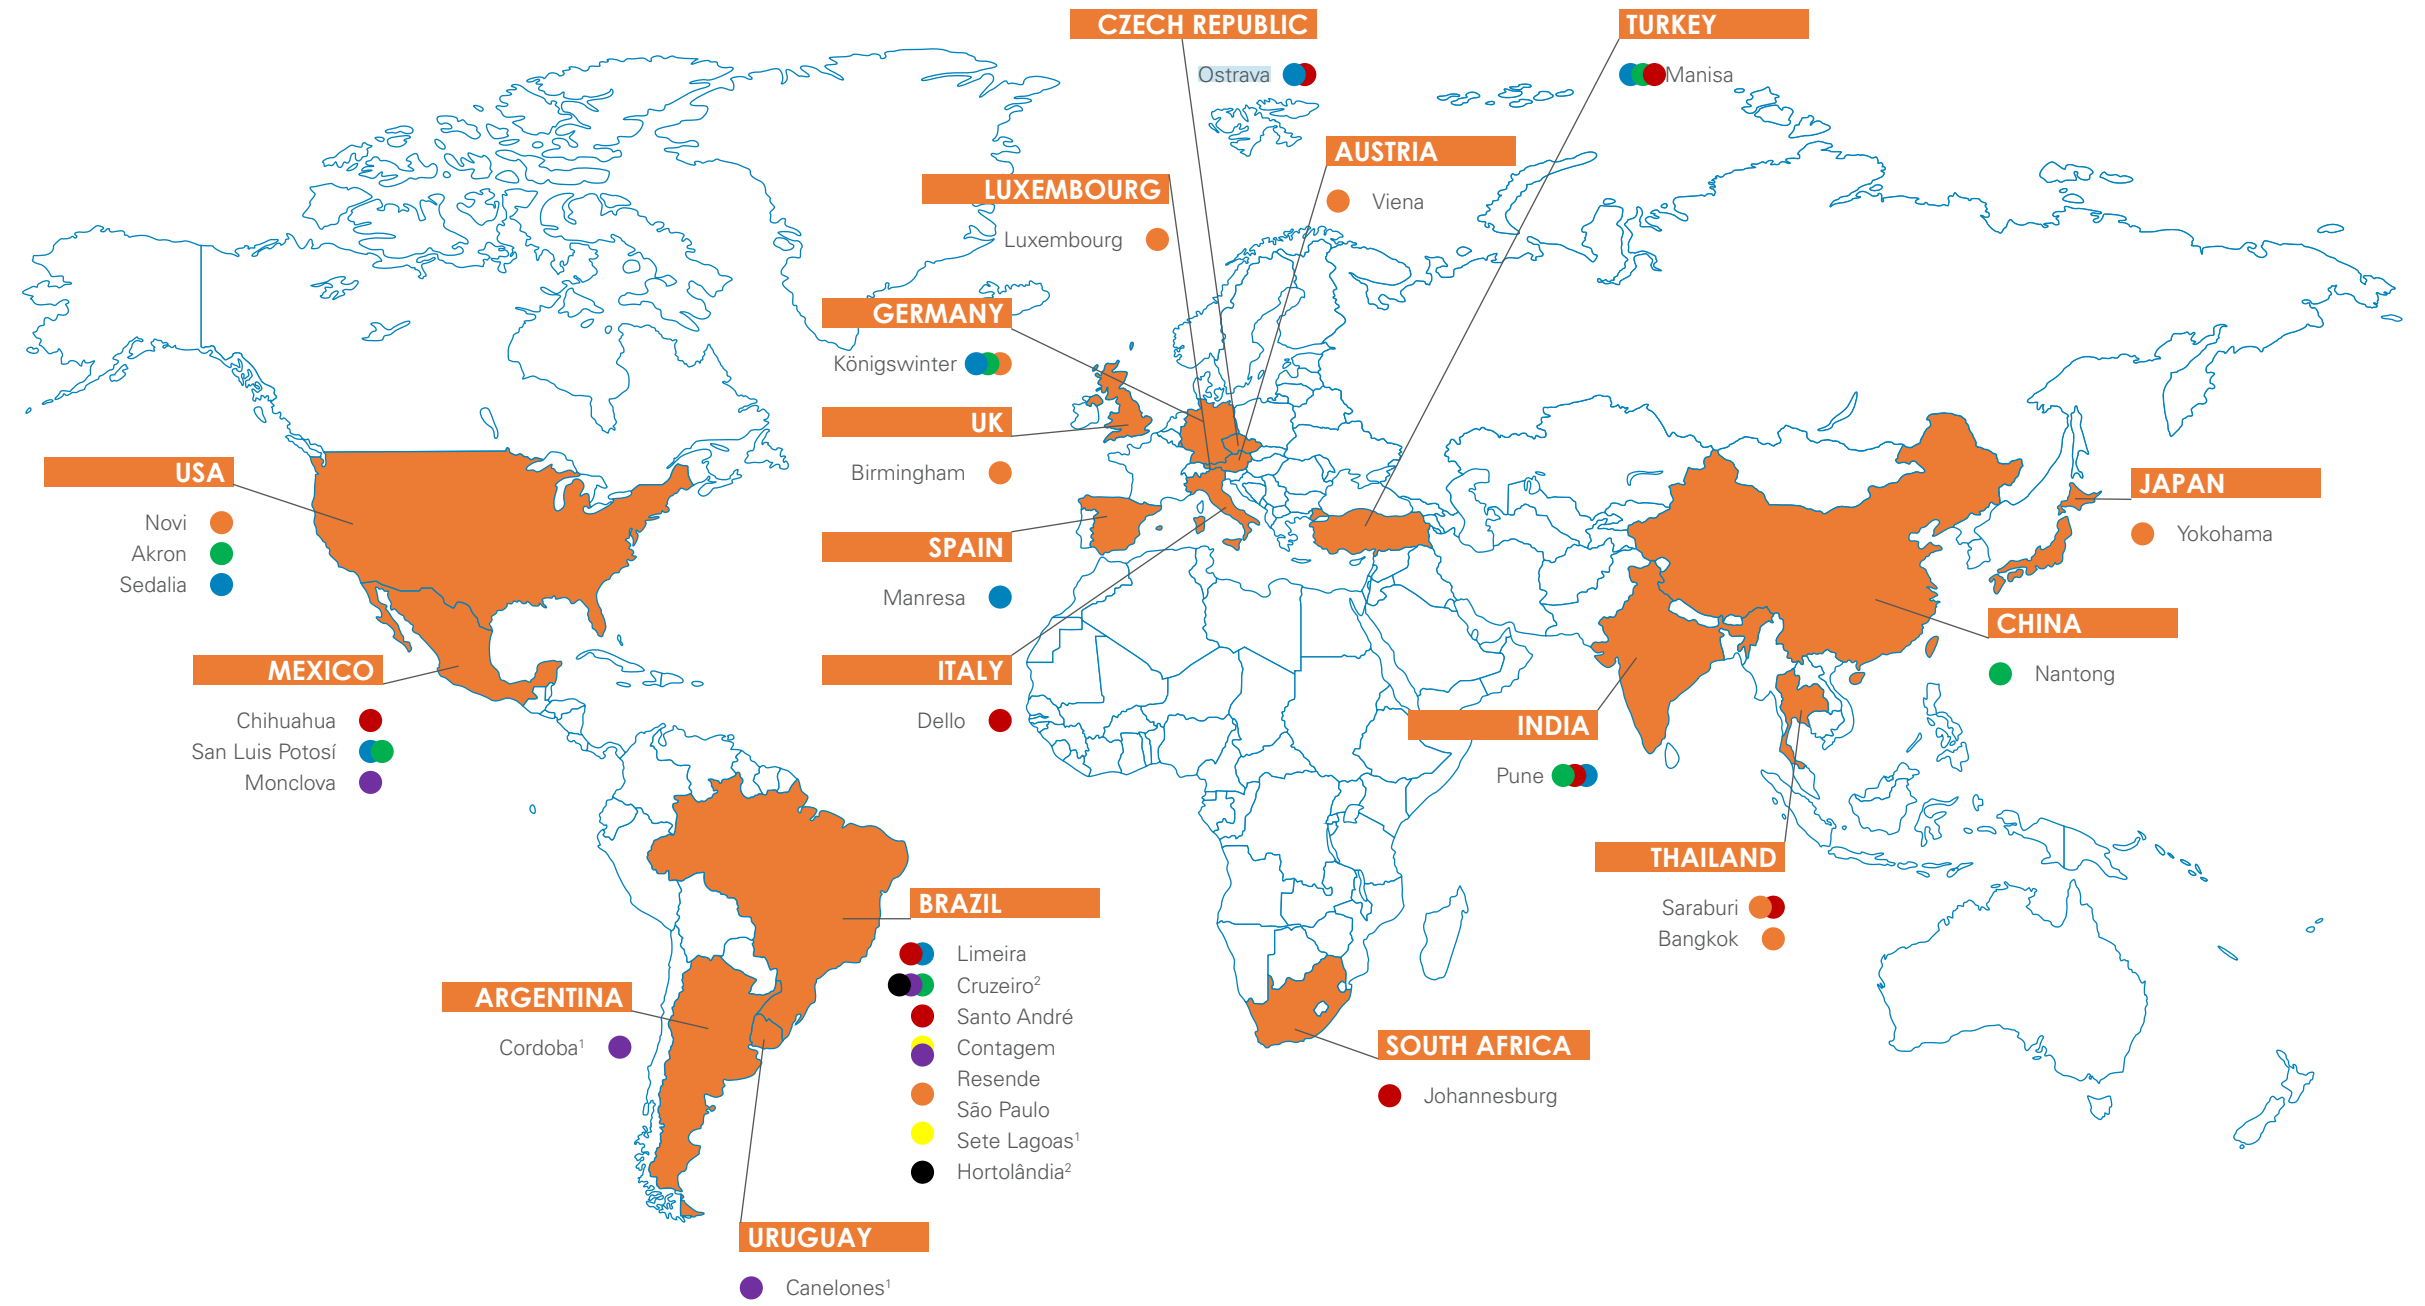 CZECH REPUBLIC
Ostrava
TURKEY
Manisa
AUSTRIA
Viena
LUXEMBOURG
Luxembourg
GERMANY
Königswinter
UK
Birmingham
SPAIN
Manresa
ITALY
Dello
USA
Novi
Akron
Sedalia
MEXICO
Chihuahua
San Luis Potosí
Monclova
JAPAN
Yokohama
CHINA
Nantong
INDIA
Pune
THAILAND
Saraburi
Bangkok
BRAZIL
Limeira
Cruzeiro²
Santo André
Contagem
Resende
São Paulo
Sete Lagoas¹
Hortolândia²
ARGENTINA
Cordoba¹
SOUTH AFRICA
Johannesburg
URUGUAY
Canelones¹